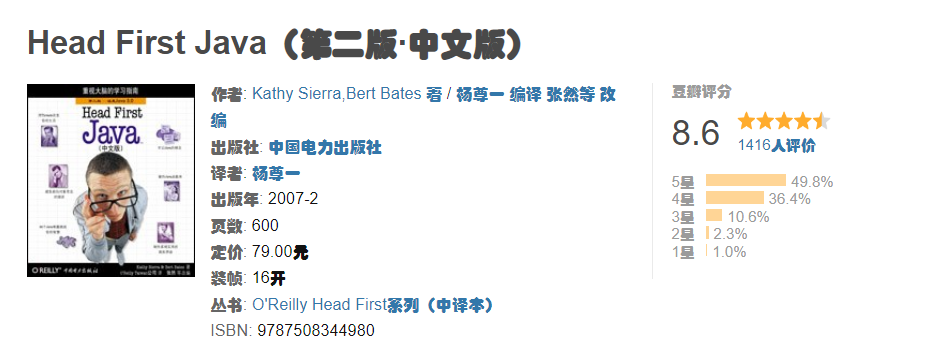 Head First Java（第二版·中文版）
重视大脑的学习指南
Head First
Java
(中文版)
O'REILLY
中国电力出版社
作者: Kathy Sierra,Bert Bates 著 / 杨尊一 编译 张然等 改
编
出版社: 中国电力出版社
译者: 杨尊一
出版年: 2007-2
页数: 600
定价: 79.00元
装帧: 16开
丛书: O'Reilly Head First系列（中译本）
ISBN: 9787508344980
豆瓣评分
8.6
1416人评价
5星 49.8%
4星 36.4%
3星 10.6%
2星 2.3%
1星 1.0%